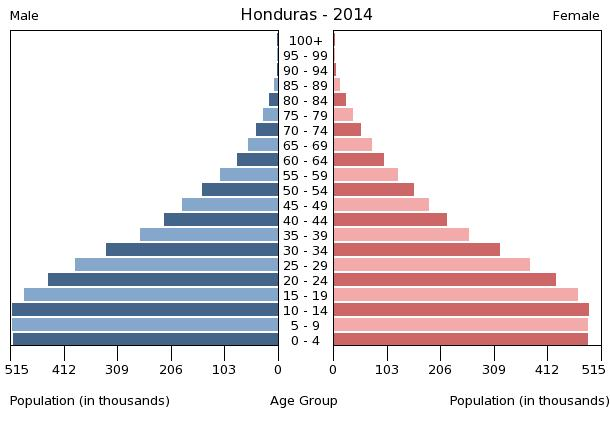 Male Honduras - 2014 Female
100+
95 - 99
90 - 94
85 - 89
80 - 84
75 - 79
70 - 74
65 - 69
60 - 64
55 - 59
50 - 54
45 - 49
40 - 44
35 - 39
30 - 34
25 - 29
20 - 24
15 - 19
10 - 14
5 - 9
0 - 4
515 412 309 206 103 0 0 103 206 309 412 515
Population (in thousands) Age Group Population (in thousands)